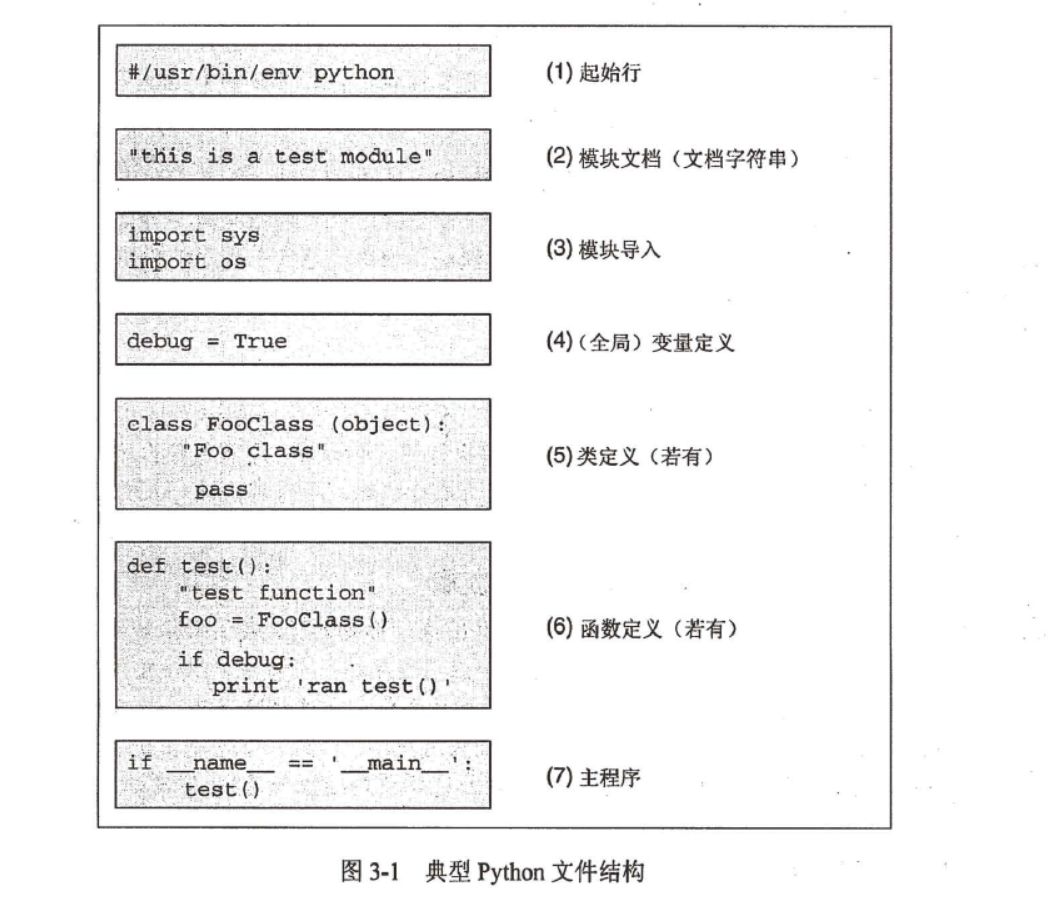 #/usr/bin/env python
(1) 起始行
"this is a test module"
(2) 模块文档（文档字符串）
import sys
import os
(3) 模块导入
debug = True
(4)（全局）变量定义
class FooClass (object):
"Foo class"
pass
(5) 类定义（若有）
def test():
"test function"
foo = FooClass()
if debug:
print 'ran test()'
(6) 函数定义（若有）
if __name__ == '__main__':
test()
(7) 主程序
图 3-1 典型 Python 文件结构